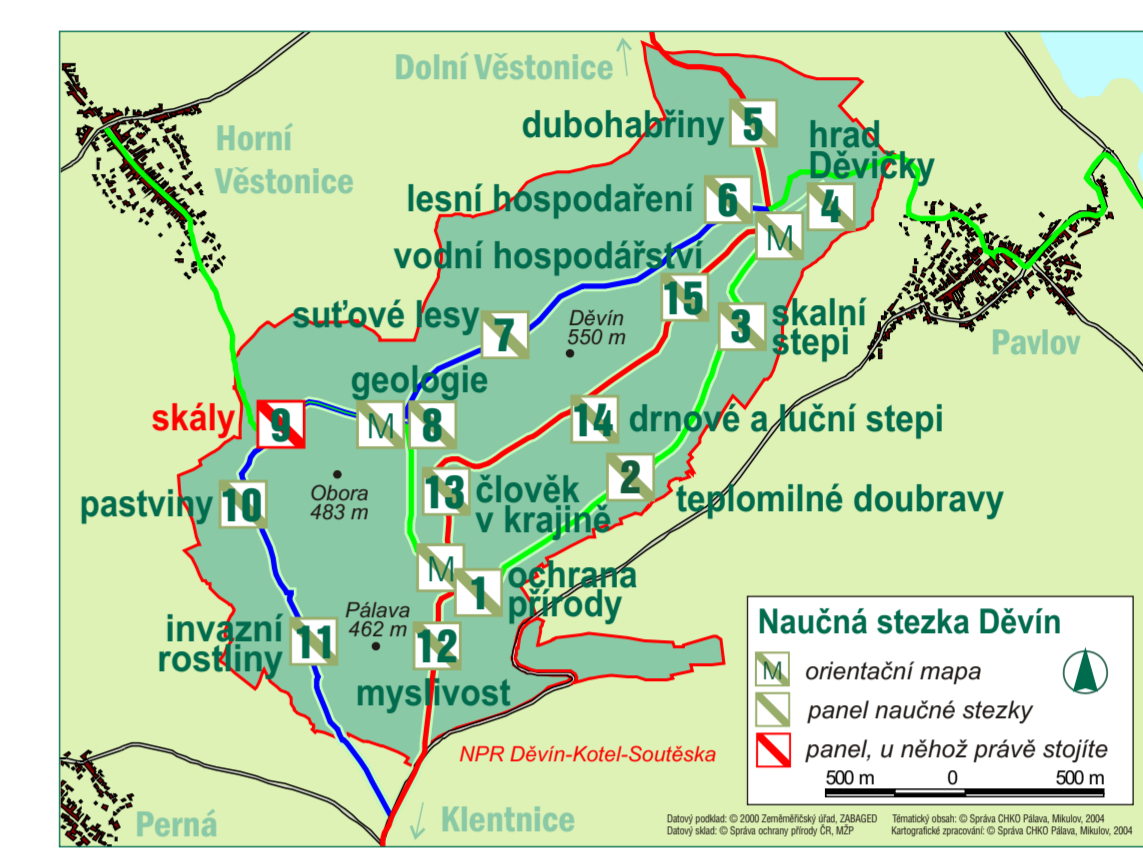 Dolní Věstonice
dubohabřiny
5
hrad
Děvičky
Horní
Věstonice
lesní hospodaření
6
4
M
vodní hospodářství
15
suťové lesy
7
Děvín
550 m
3
skalní
stepi
Pavlov
geologie
skály
9
M
8
14
drnové a luční stepi
pastviny
10
Obora
483 m
13
člověk
v krajině
2
teplomilné doubravy
M
1
ochrana
přírody
invazní
rostliny
11
Pálava
462 m
12
myslivost
NPR Děvín-Kotel-Soutěska
Perná
Klentnice
Naučná stezka Děvín
M orientační mapa
panel naučné stezky
panel, u něhož právě stojíte
500 m 0 500 m
Datový podklad: © 2000 Zeměměřičský úřad, ZABAGED Tématický obsah: © Správa CHKO Pálava, Mikulov, 2004
Datový sklad: © Správa ochrany přírody ČR, MŽP Kartografické zpracování: © Správa CHKO Pálava, Mikulov, 2004